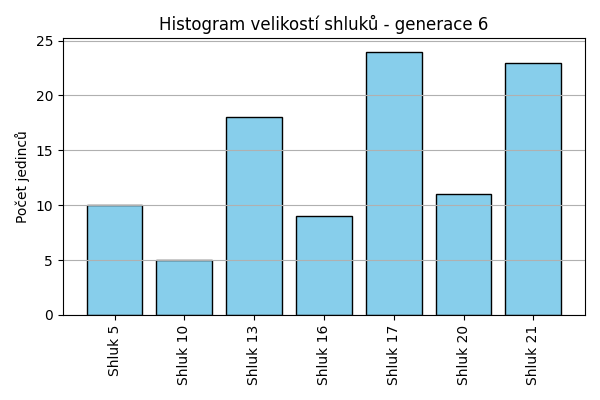 Histogram velikostí shluků - generace 6
Počet jedinců
25
20
15
10
5
0
Shluk 5
Shluk 10
Shluk 13
Shluk 16
Shluk 17
Shluk 20
Shluk 21